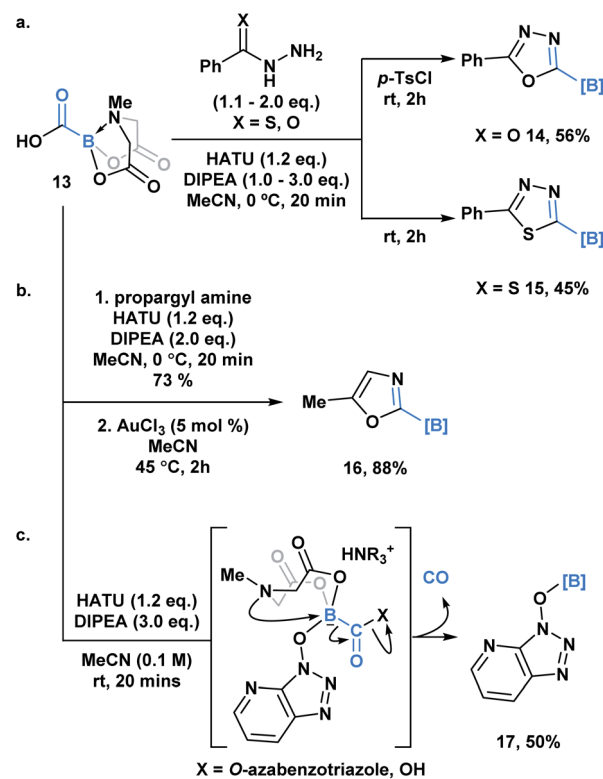 a.
X
Ph
N
H
NH2
(1.1 - 2.0 eq.)
X = S, O
HATU (1.2 eq.)
DIPEA (1.0 - 3.0 eq.)
MeCN, 0 ºC, 20 min
O
HO
B
MeN
O
O
O
O
13
p-TsCl
rt, 2h
N N
Ph
O
[B]
X = O 14, 56%
rt, 2h
N N
Ph
S
[B]
X = S 15, 45%
b.
1. propargyl amine
HATU (1.2 eq.)
DIPEA (2.0 eq.)
MeCN, 0 °C, 20 min
73 %
2. AuCl3 (5 mol %)
MeCN
45 °C, 2h
N
Me
O
[B]
16, 88%
c.
HATU (1.2 eq.)
DIPEA (3.0 eq.)
MeCN (0.1 M)
rt, 20 mins
O
O
HNR3+
Me
N
O
O
B
C
X
O
O
N
N
N
N
X = O-azabenzotriazole, OH
CO
[B]
O
N
N
N
N
17, 50%